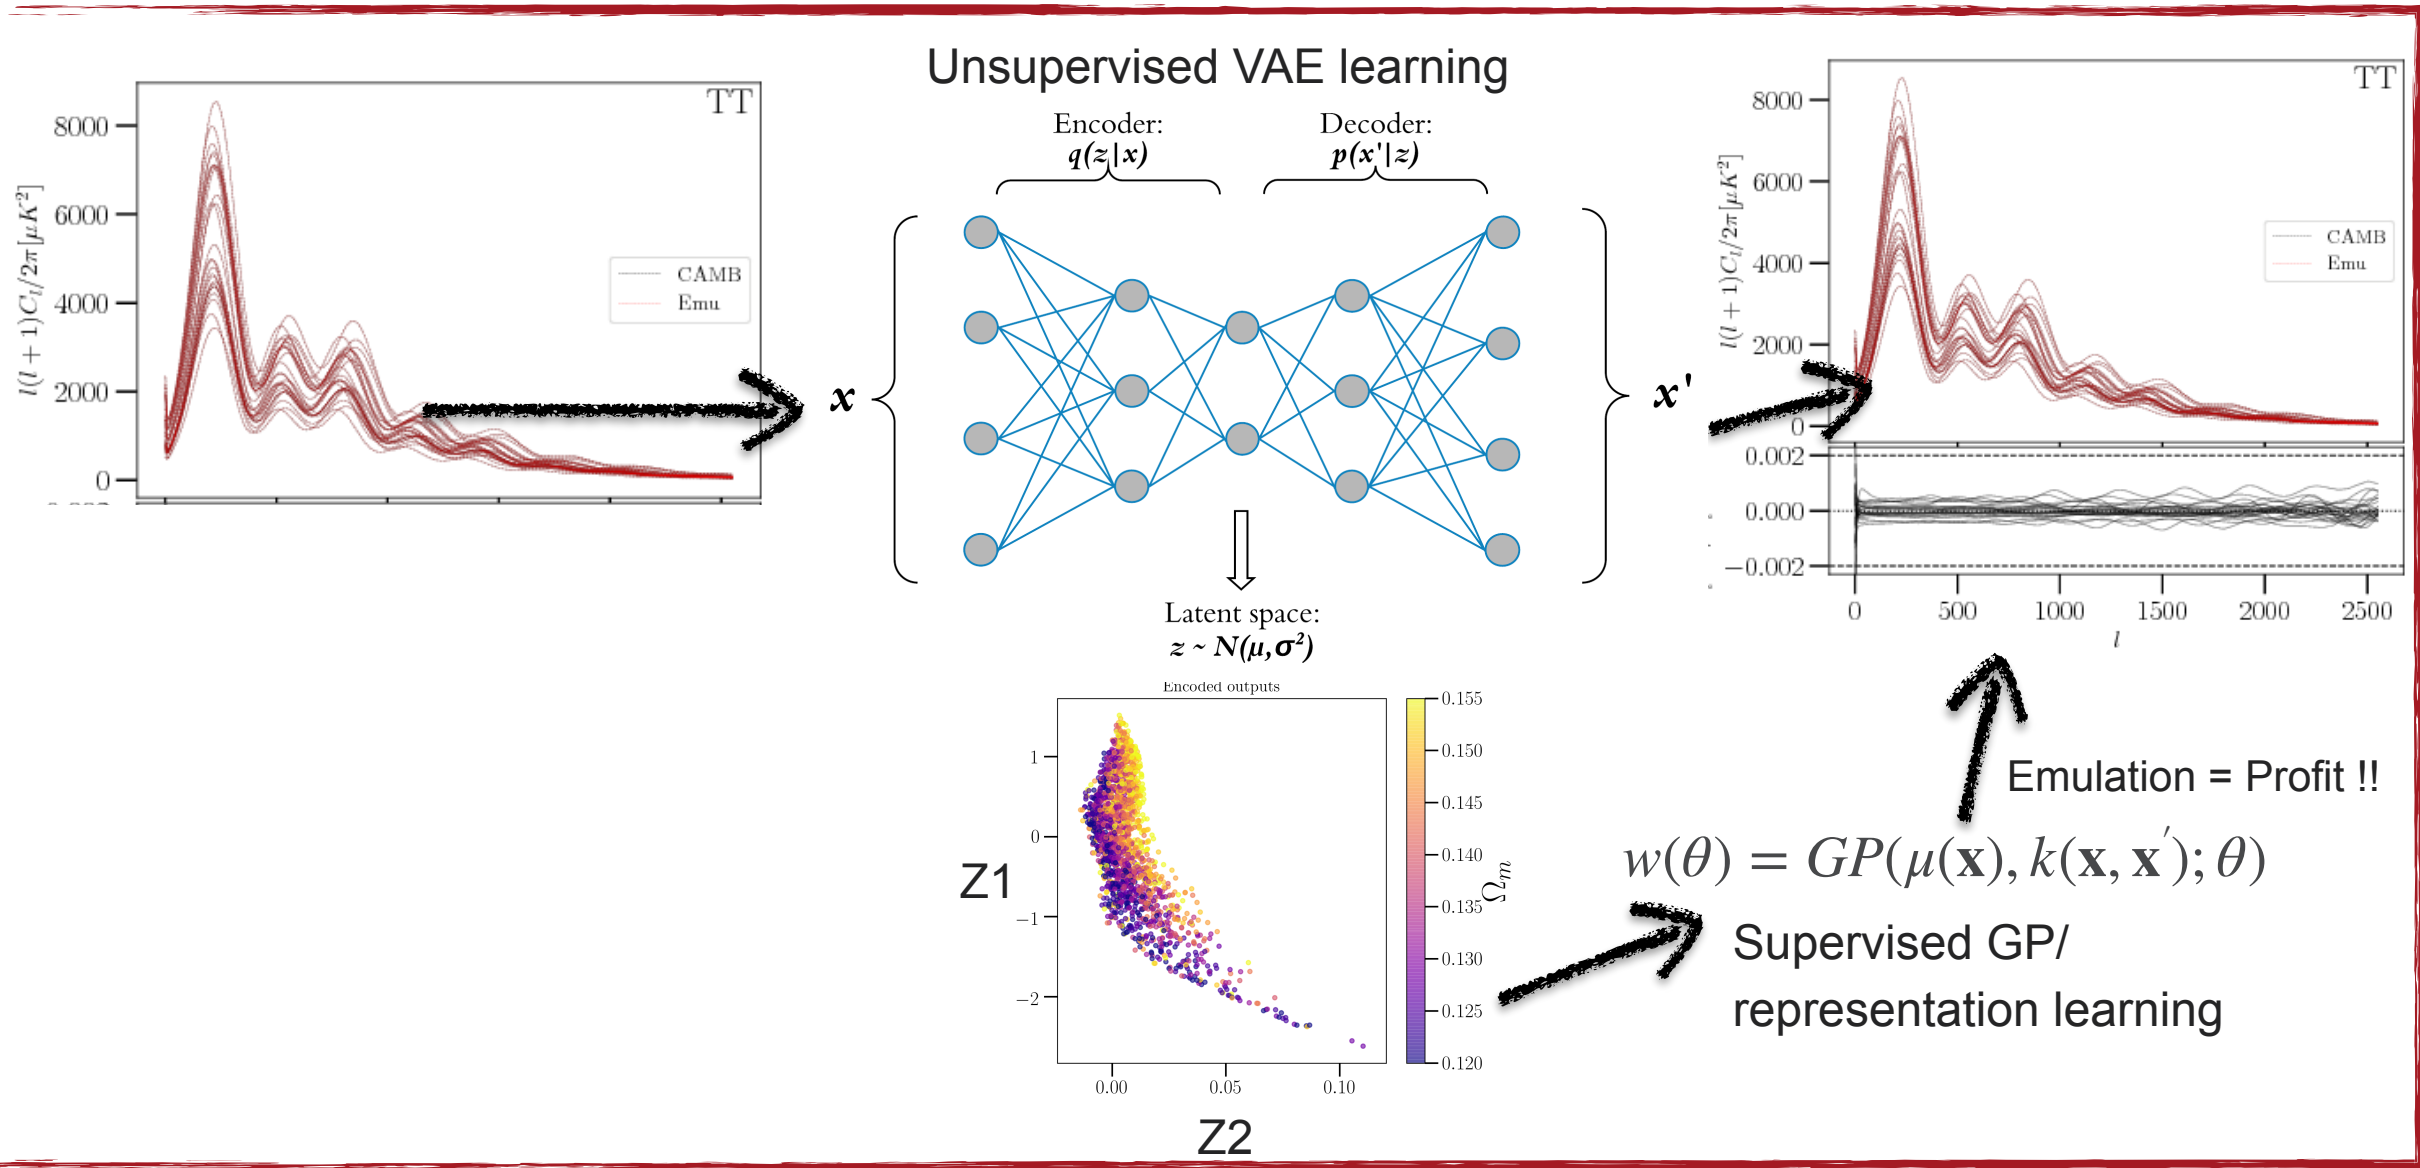 Unsupervised VAE learning
TT
8000
6000
4000
2000
0
l(l + 1)C_l/2π[μK²]
CAMB
Emu
Encoder:
q(z|x)
Decoder:
p(x'|z)
x
x'
Latent space:
z ~ N(μ,σ²)
TT
8000
6000
4000
2000
0
l(l + 1)C_l/2π[μK²]
CAMB
Emu
0.002
0.000
−0.002
0
500
1000
1500
2000
2500
l
Encoded outputs
1
0
−1
−2
0.00
0.05
0.10
Z1
Z2
0.155
0.150
0.145
0.140
0.135
0.130
0.125
0.120
Ω_m
Emulation = Profit !!
w(θ) = GP(μ(x), k(x, x′); θ)
Supervised GP/
representation learning